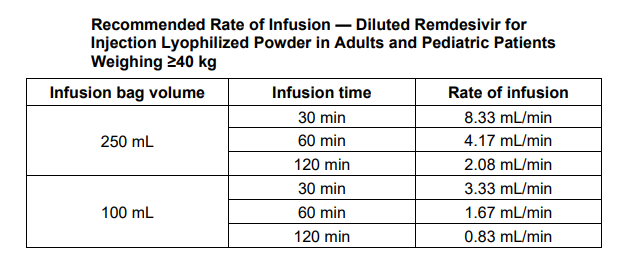 Recommended Rate of Infusion — Diluted Remdesivir for
Injection Lyophilized Powder in Adults and Pediatric Patients
Weighing ≥40 kg
Infusion bag volume Infusion time Rate of infusion
250 mL
30 min 8.33 mL/min
60 min 4.17 mL/min
120 min 2.08 mL/min
100 mL
30 min 3.33 mL/min
60 min 1.67 mL/min
120 min 0.83 mL/min